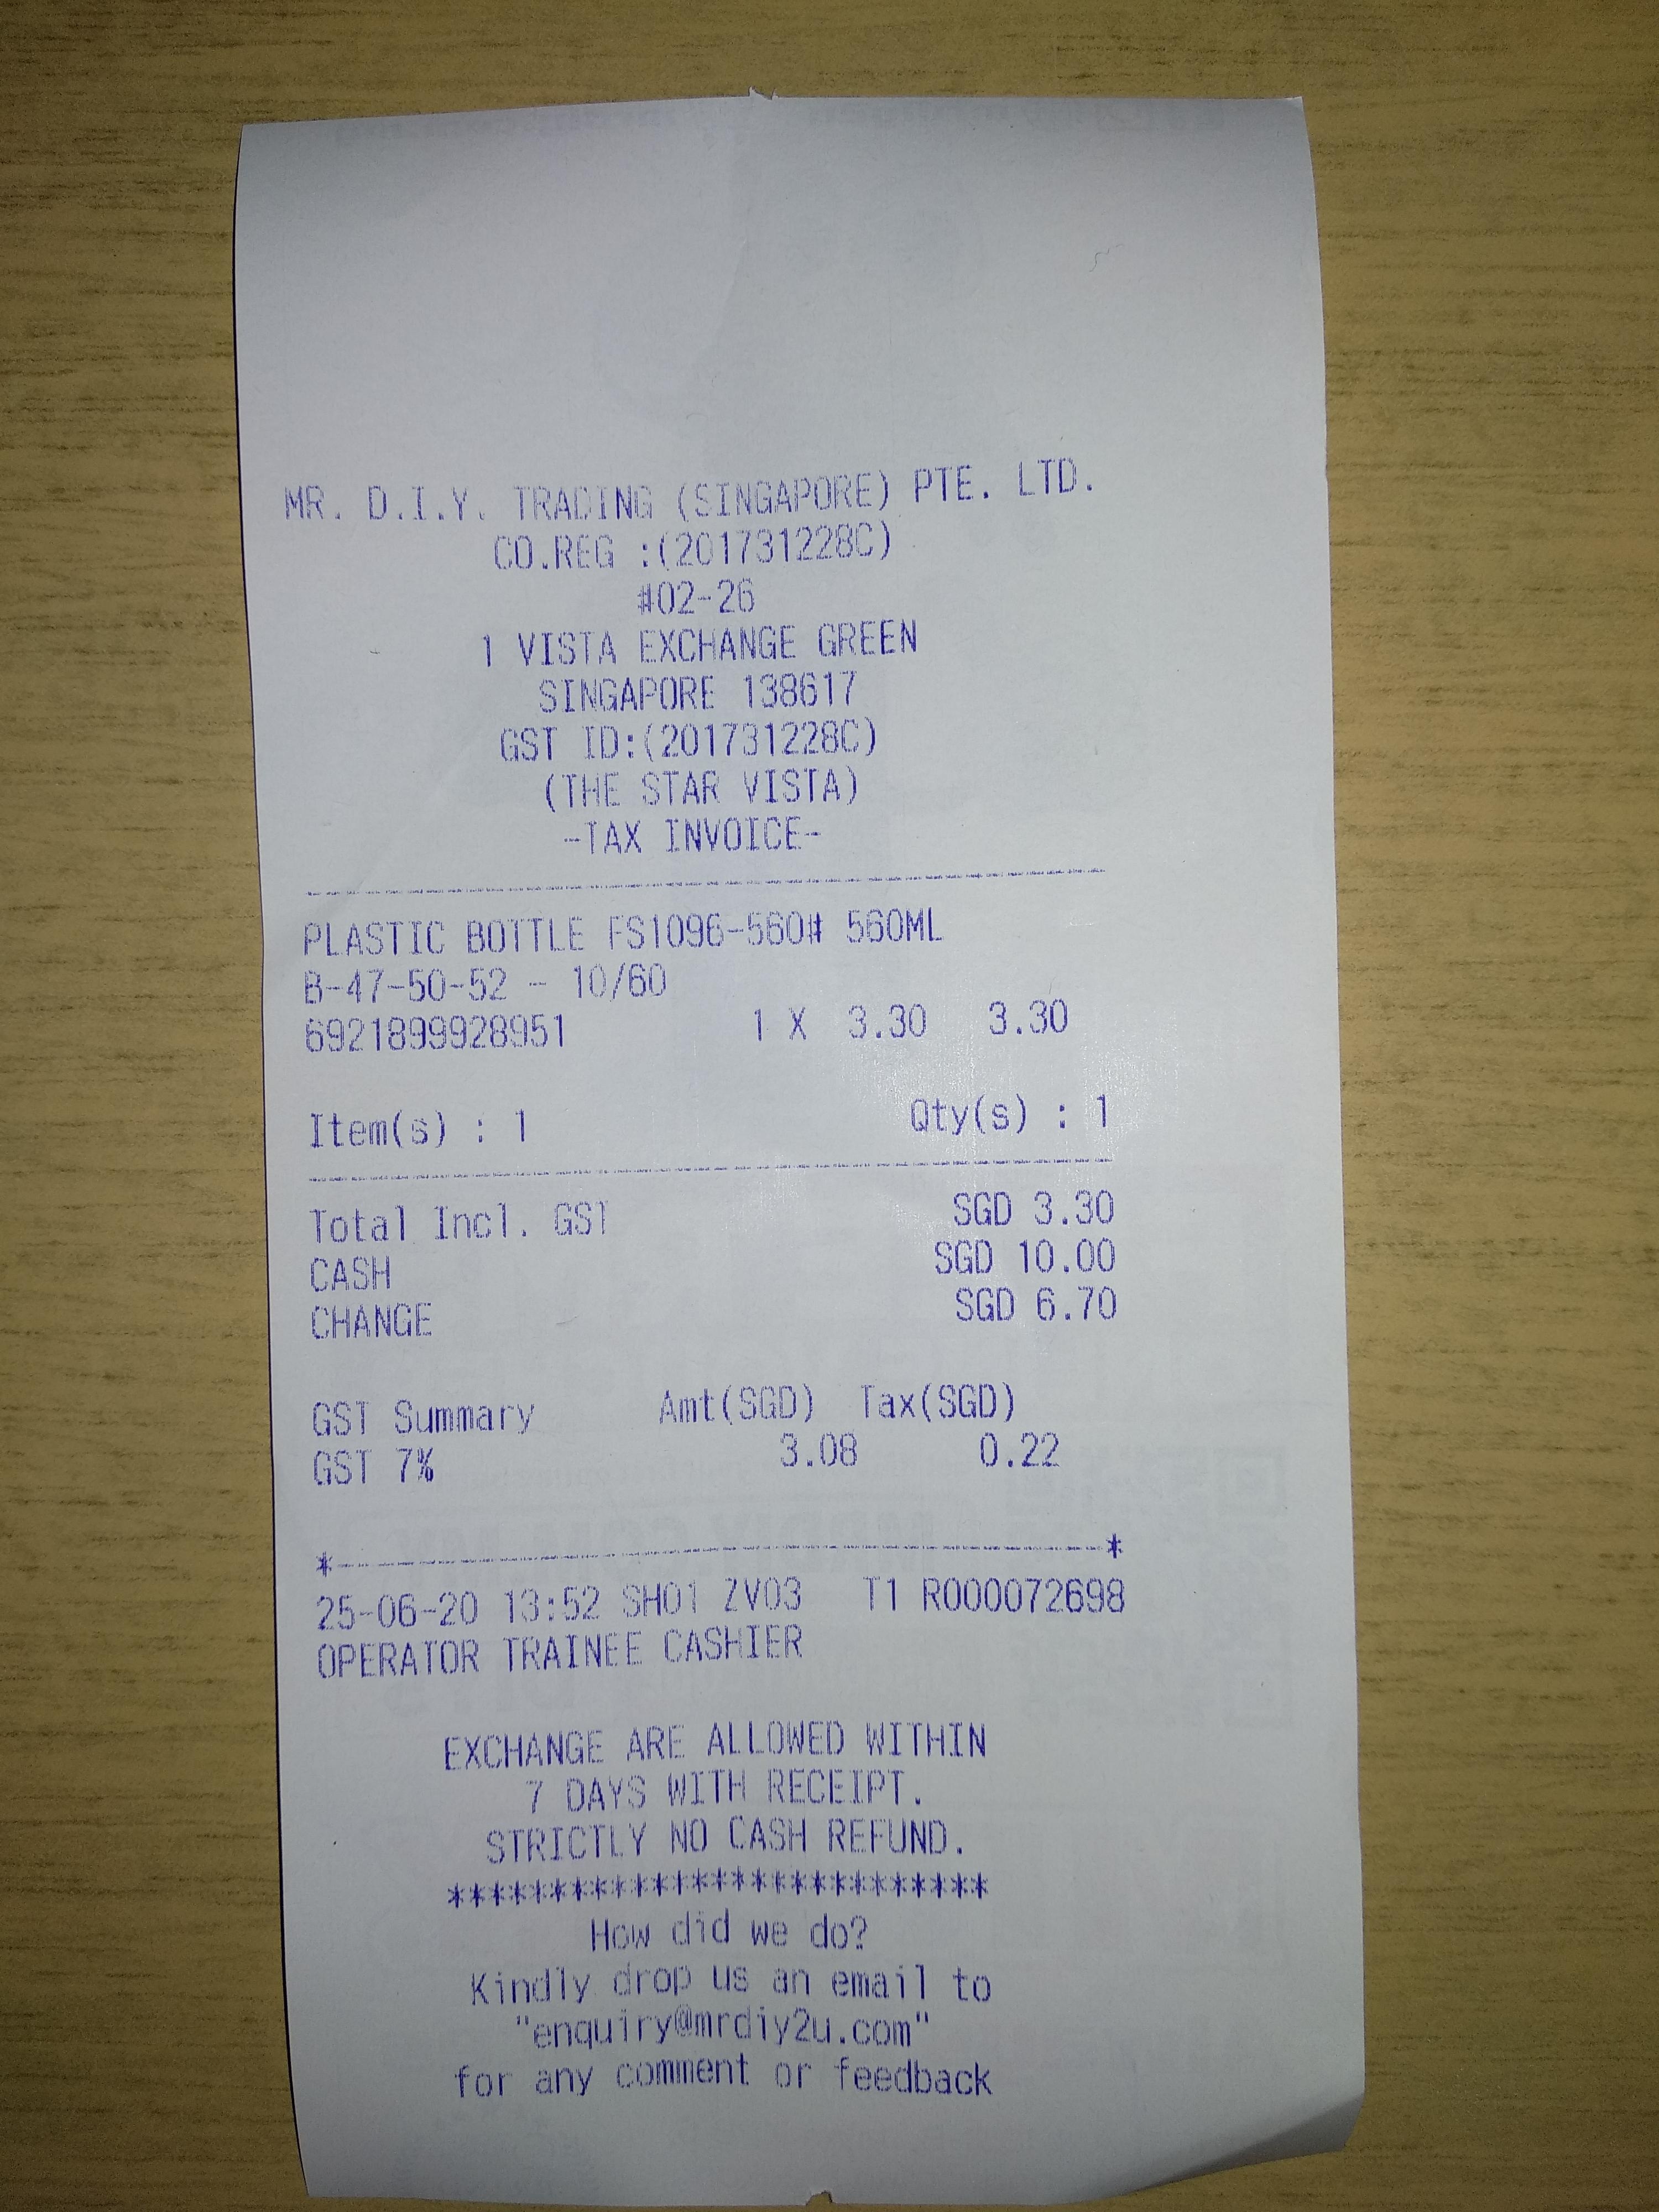 MR. D.I.Y. TRADING (SINGAPORE) PTE. LTD.
CO.REG :(201731228C)
#02-26
1 VISTA EXCHANGE GREEN
SINGAPORE 138617
GST ID:(201731228C)
(THE STAR VISTA)
-TAX INVOICE-
PLASTIC BOTTLE FS1096-560# 560ML
B-47-50-52 - 10/60
6921899928951 1 X 3.30 3.30
Item(s) : 1 Qty(s) : 1
Total Incl. GST SGD 3.30
CASH SGD 10.00
CHANGE SGD 6.70
GST Summary Amt(SGD) Tax(SGD)
GST 7% 3.08 0.22
*--------------------------------------*
25-06-20 13:52 SH01 ZV03 T1 R000072698
OPERATOR TRAINEE CASHIER
EXCHANGE ARE ALLOWED WITHIN
7 DAYS WITH RECEIPT.
STRICTLY NO CASH REFUND.
***************************
How did we do?
Kindly drop us an email to
"enquiry@mrdiy2u.com"
for any comment or feedback